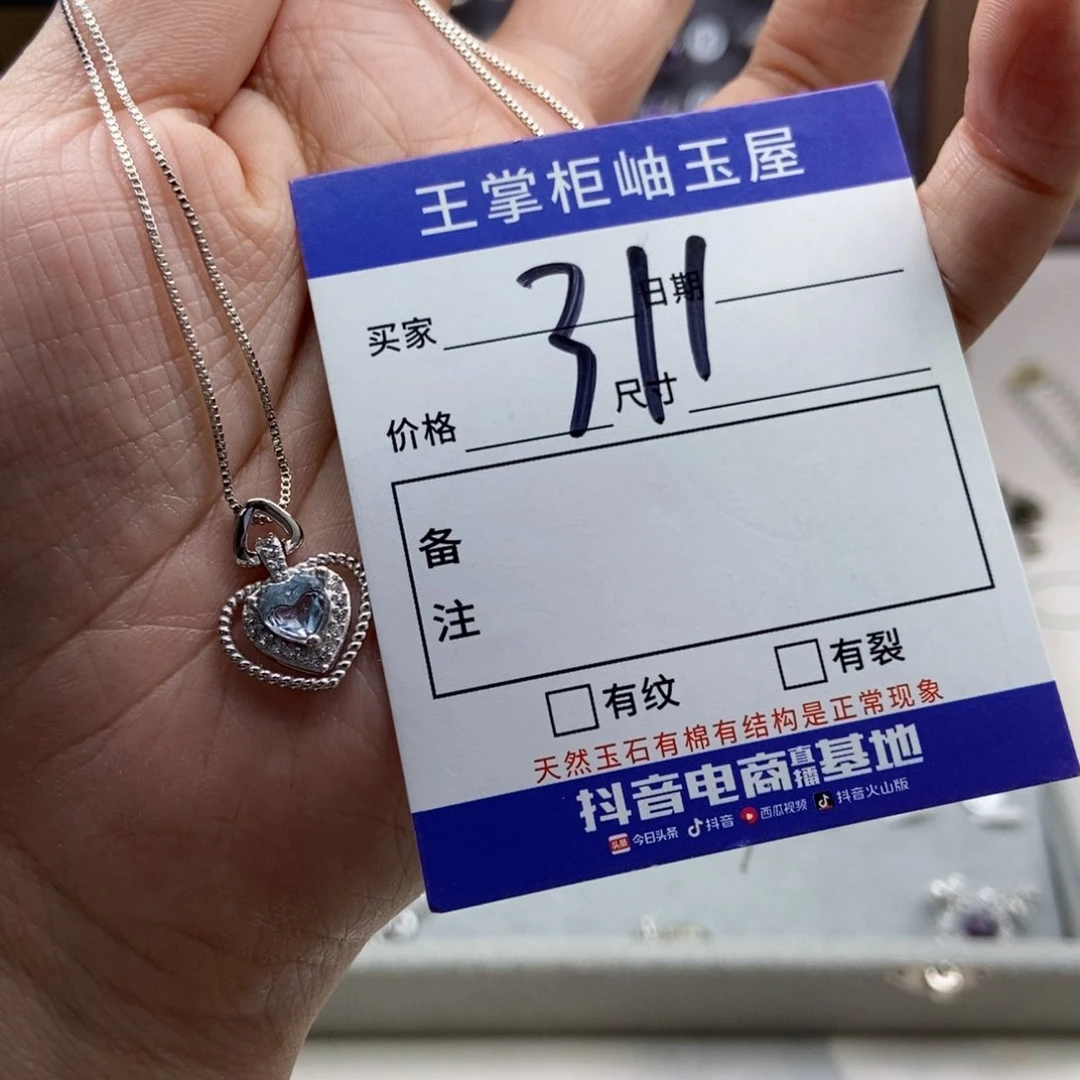 王掌柜岫玉屋
311
买家 日期
价格 尺寸
备注
有纹 有裂
天然玉石有棉有结构是正常现象
抖音电商直播基地
头条 今日头条 抖音 西瓜视频 抖音火山版